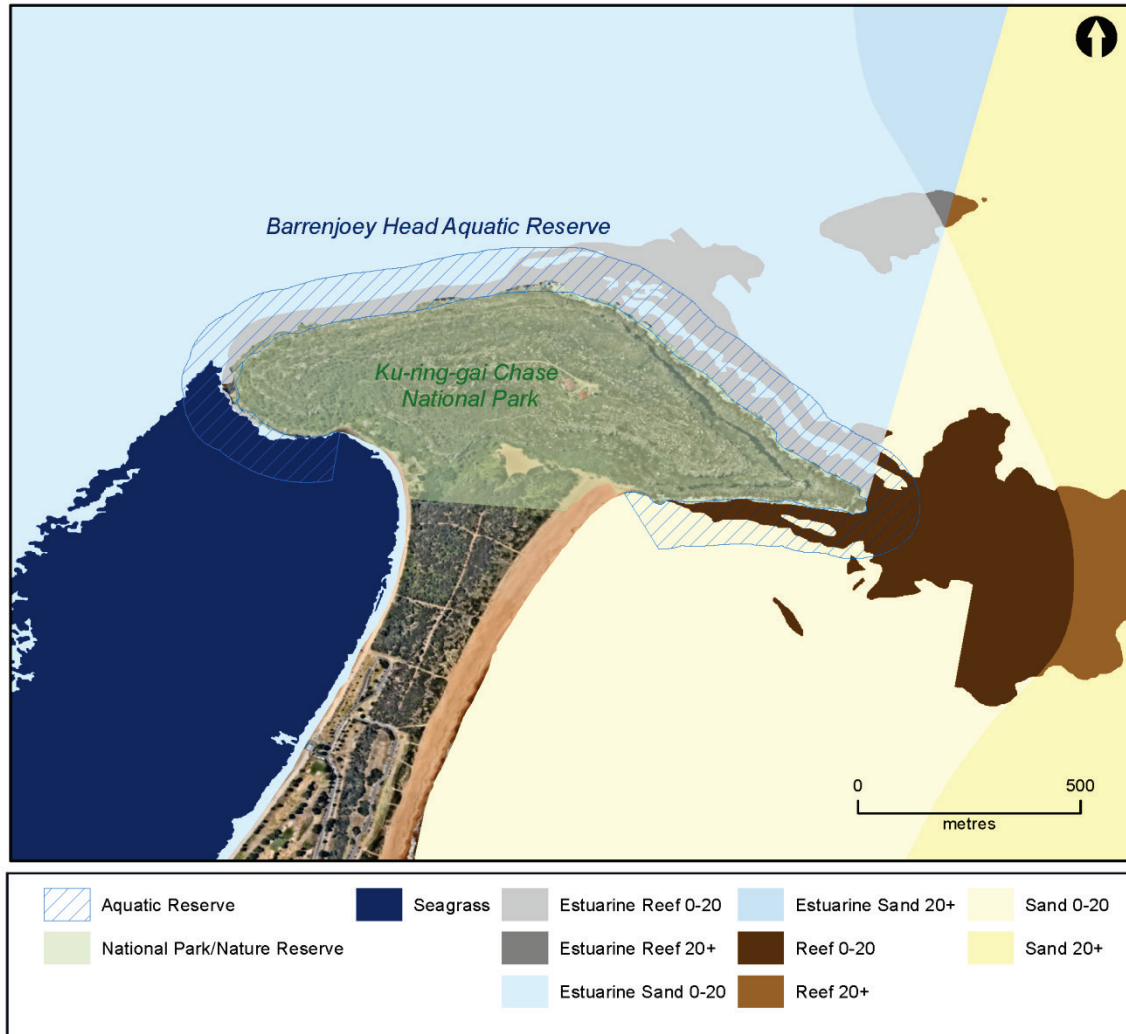 Barrenjoey Head Aquatic Reserve
Ku-ring-gai Chase
National Park
0 500
metres
Aquatic Reserve
National Park/Nature Reserve
Seagrass
Estuarine Reef 0-20
Estuarine Reef 20+
Estuarine Sand 0-20
Estuarine Sand 20+
Reef 0-20
Reef 20+
Sand 0-20
Sand 20+